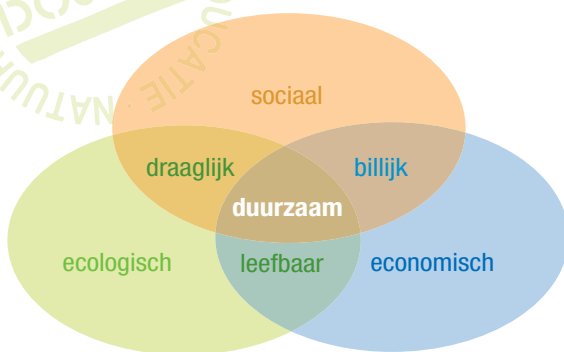 sociaal
draaglijk
billijk
duurzaam
ecologisch
leefbaar
economisch